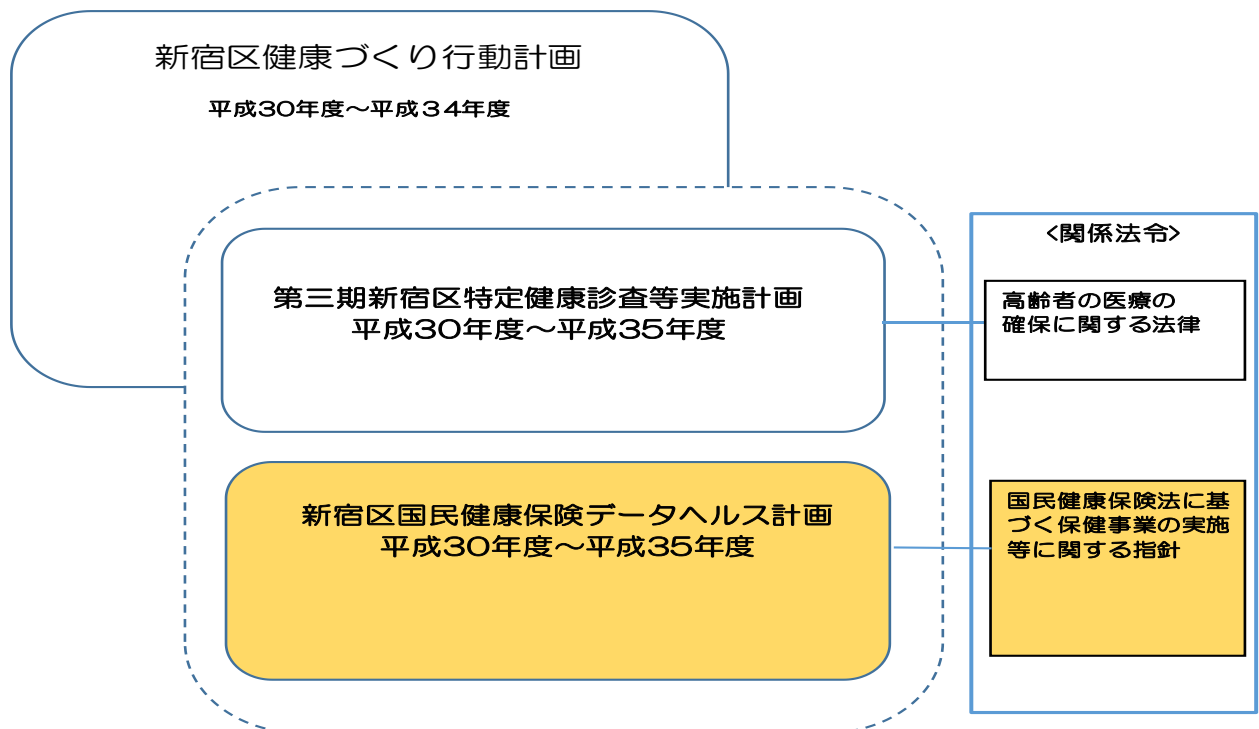 新宿区健康づくり行動計画
平成30年度～平成３４年度
第三期新宿区特定健康診査等実施計画
平成30年度～平成35年度
新宿区国民健康保険データヘルス計画
平成30年度～平成35年度
<関係法令>
高齢者の医療の
確保に関する法律
国民健康保険法に基
づく保健事業の実施
等に関する指針